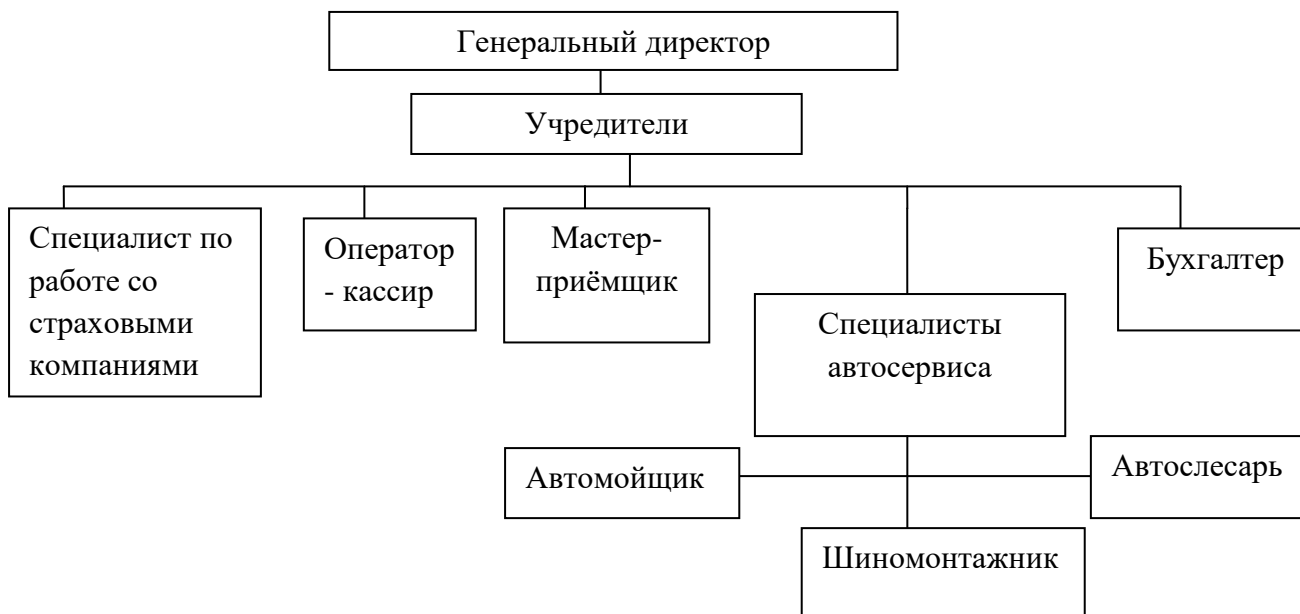 Генеральный директор
Учредители
Специалист по
работе со
страховыми
компаниями
Оператор
- кассир
Мастер-
приёмщик
Специалисты
автосервиса
Бухгалтер
Автомойщик
Автослесарь
Шиномонтажник